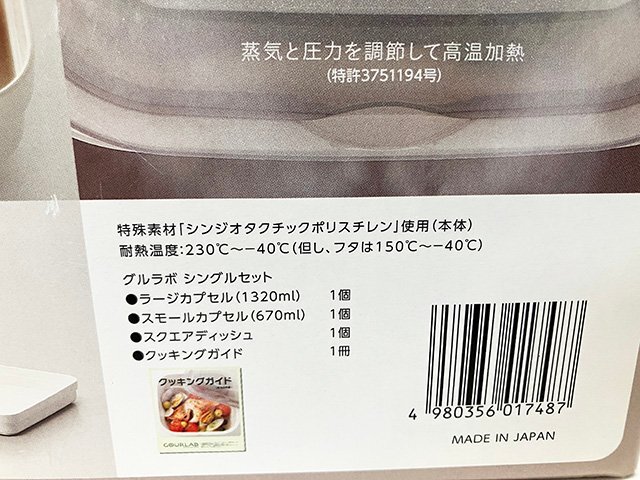 蒸気と圧力を調節して高温加熱
(特許3751194号)
特殊素材「シンジオタクチックポリスチレン」使用(本体)
耐熱温度:230℃〜−40℃(但し、フタは150℃〜−40℃)
グルラボ シングルセット
●ラージカプセル(1320ml) 1個
●スモールカプセル(670ml) 1個
●スクエアディッシュ 1個
●クッキングガイド 1冊
クッキングガイド
GOURLAB
4 980356 017487
MADE IN JAPAN